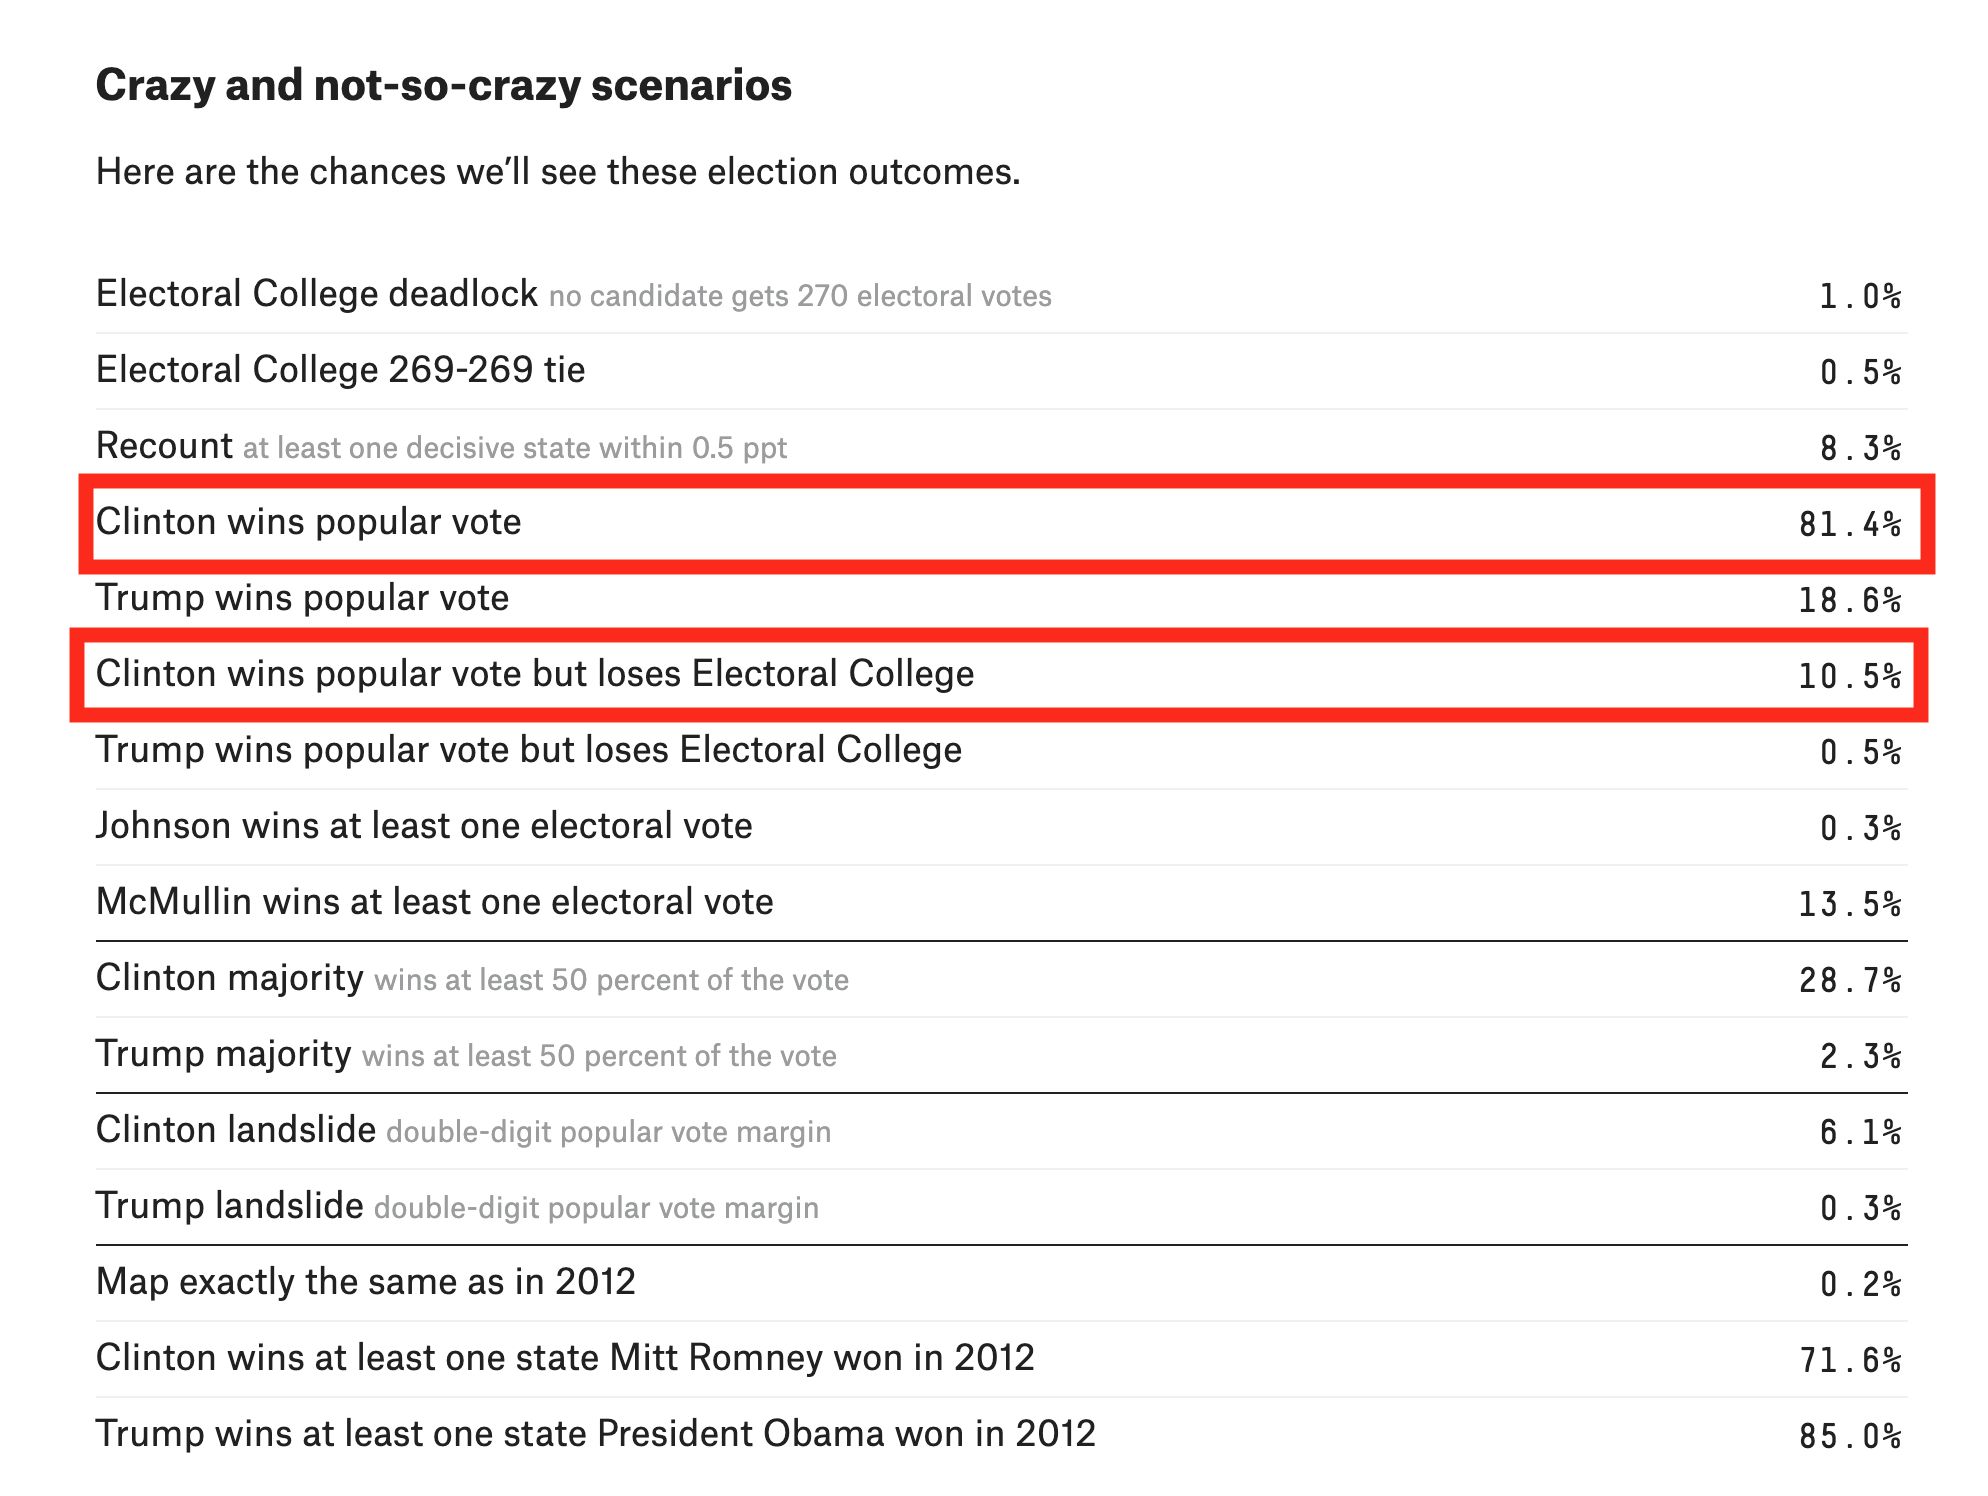 Crazy and not-so-crazy scenarios
Here are the chances we’ll see these election outcomes.
Electoral College deadlock no candidate gets 270 electoral votes 1.0%
Electoral College 269-269 tie 0.5%
Recount at least one decisive state within 0.5 ppt 8.3%
Clinton wins popular vote 81.4%
Trump wins popular vote 18.6%
Clinton wins popular vote but loses Electoral College 10.5%
Trump wins popular vote but loses Electoral College 0.5%
Johnson wins at least one electoral vote 0.3%
McMullin wins at least one electoral vote 13.5%
Clinton majority wins at least 50 percent of the vote 28.7%
Trump majority wins at least 50 percent of the vote 2.3%
Clinton landslide double-digit popular vote margin 6.1%
Trump landslide double-digit popular vote margin 0.3%
Map exactly the same as in 2012 0.2%
Clinton wins at least one state Mitt Romney won in 2012 71.6%
Trump wins at least one state President Obama won in 2012 85.0%